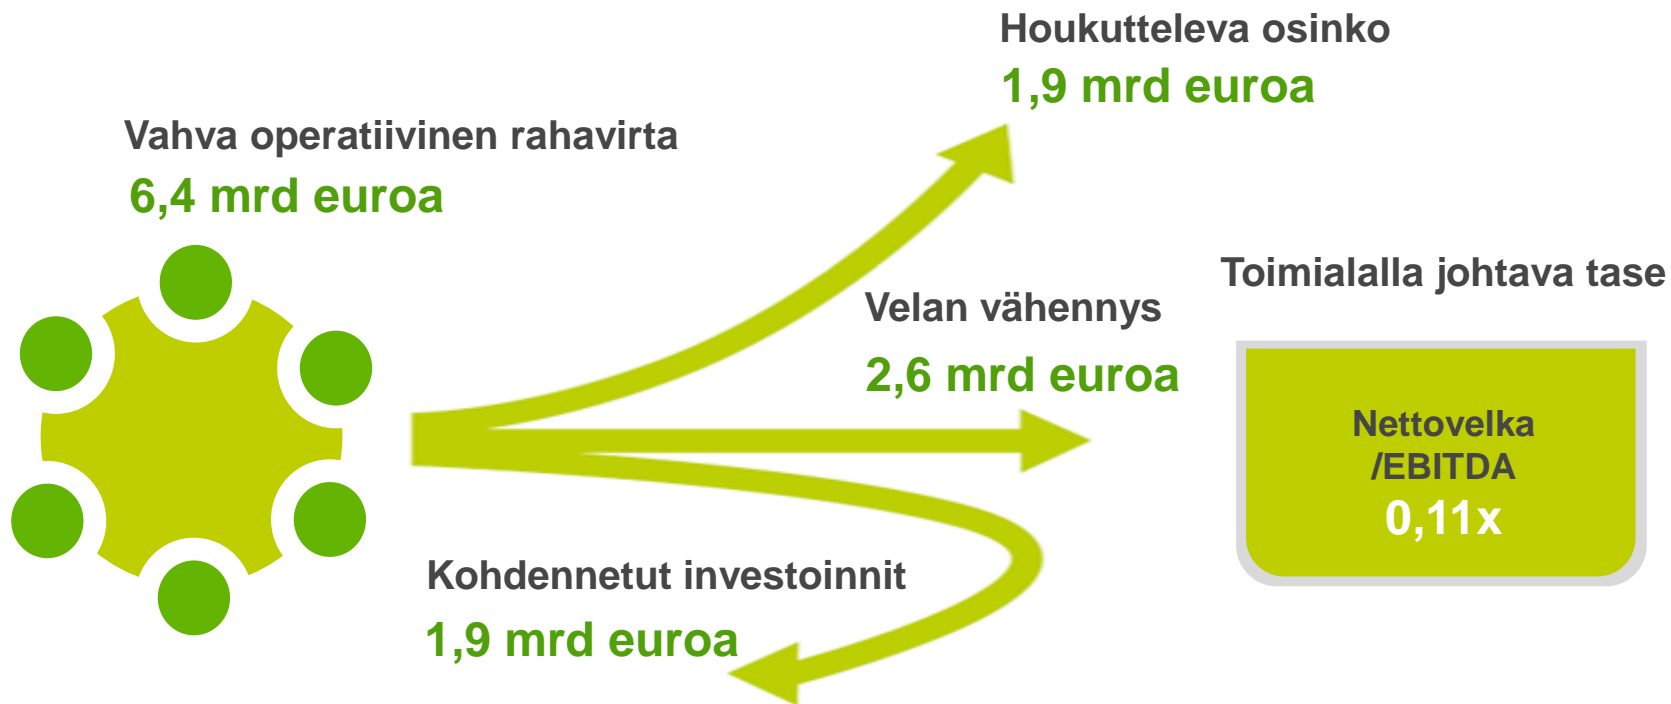 Houkutteleva osinko
1,9 mrd euroa
Vahva operatiivinen rahavirta
6,4 mrd euroa
Toimialalla johtava tase
Velan vähennys
2,6 mrd euroa
Nettovelka
/EBITDA
0,11x
Kohdennetut investoinnit
1,9 mrd euroa